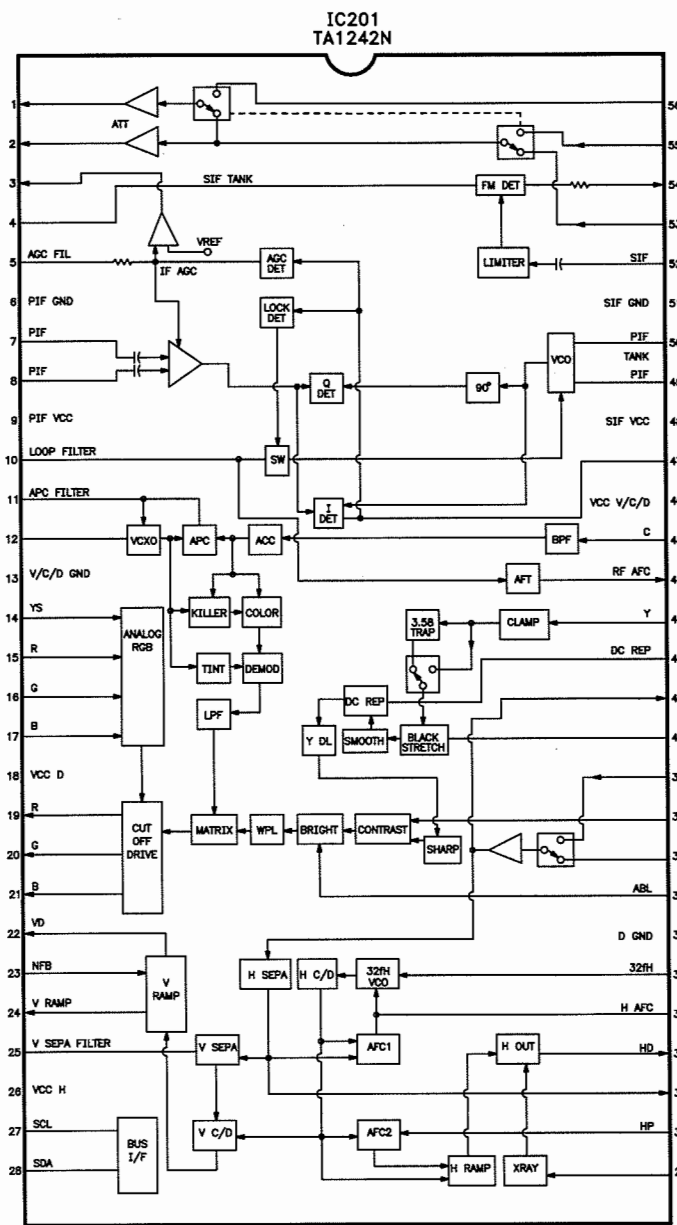 IC201
TA1242N
1
ATT
2
55
3
SIF TANK
FM DET
54
4
VREF
5
AGC FIL
IF AGC
AGC DET
LIMITER
SIF
6
PIF GND
LOCK DET
SIF GND
7
PIF
PIF
8
PIF
Q DET
90°
VCO
TANK
PIF
9
PIF VCC
SIF VCC
10
LOOP FILTER
SW
11
APC FILTER
I DET
VCC V/C/D
12
VCXO
APC
ACC
BPF
C
13
V/C/D GND
AFT
RF AFC
14
YS
ANALOG RGB
KILLER
COLOR
3.58 TRAP
CLAMP
Y
15
R
TINT
DEMOD
DC REP
16
G
LPF
DC REP
17
B
Y DL
SMOOTH
BLACK STRETCH
18
VCC D
19
R
CUT OFF DRIVE
MATRIX
WPL
BRIGHT
CONTRAST
SHARP
20
G
21
B
ABL
22
VD
D GND
23
NFB
V RAMP
H SEPA
H C/D
32fH VCO
32fH
24
V RAMP
H AFC
25
V SEPA FILTER
V SEPA
AFC1
H OUT
HD
26
VCC H
27
SCL
BUS I/F
V C/D
AFC2
HP
28
SDA
H RAMP
XRAY